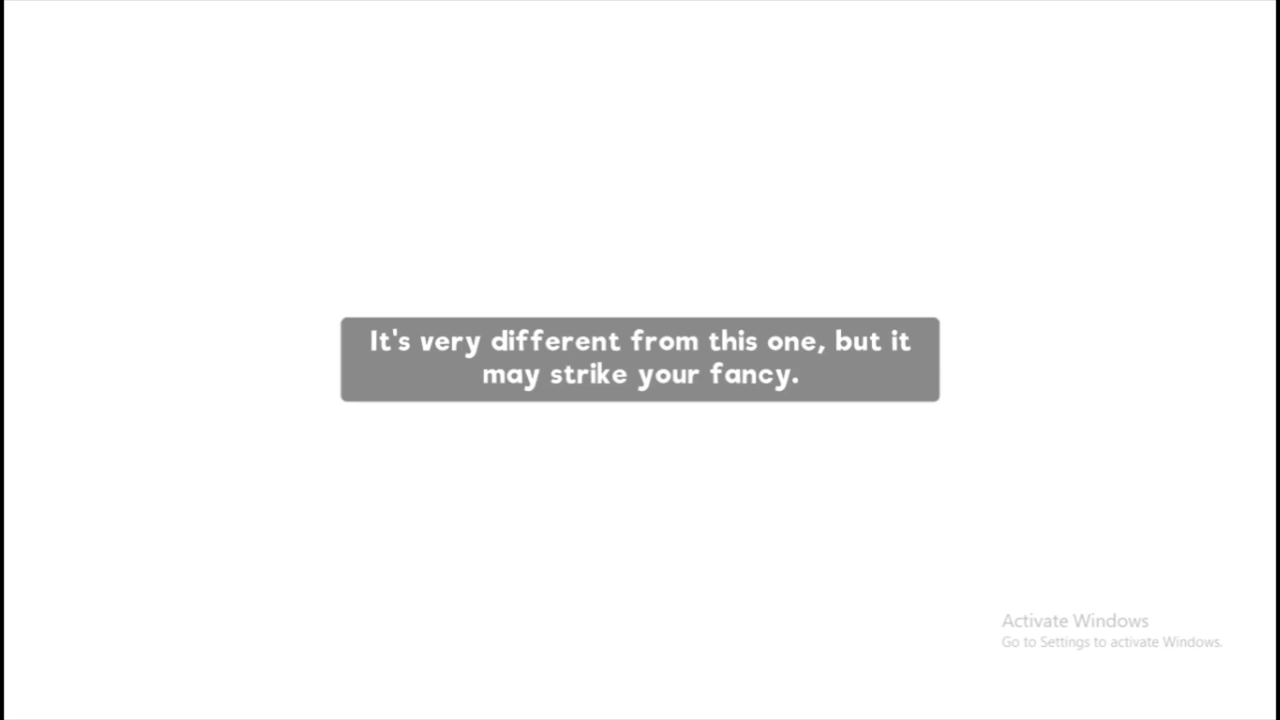 It's very different from this one, but it
may strike your fancy.
Activate Windows
Go to Settings to activate Windows.